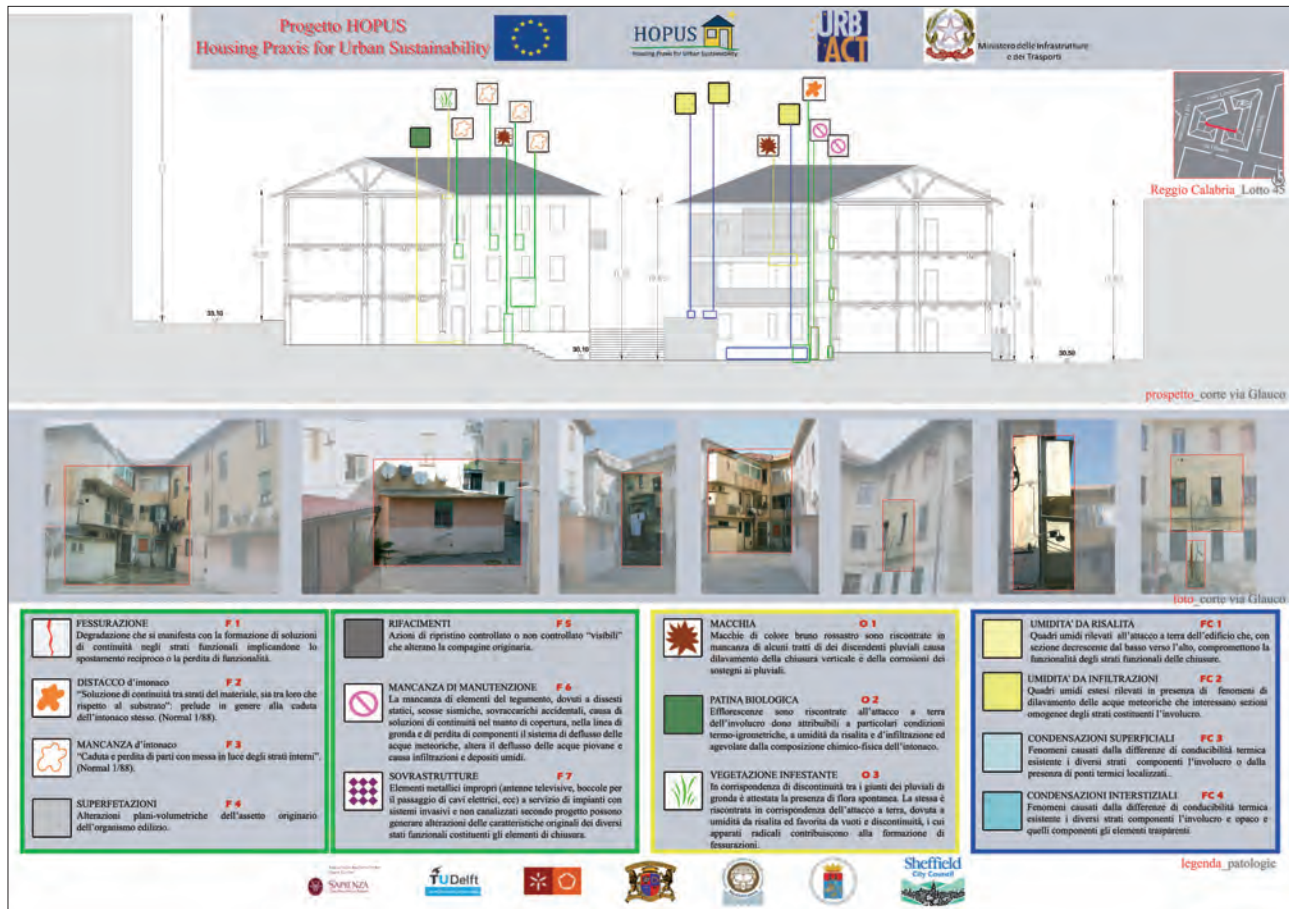 Progetto HOPUS
Housing Praxis for Urban Sustainability
HOPUS
Housing Praxis for Urban Sustainability
URB
ACT
Ministero delle Infrastrutture
e dei Trasporti
Reggio Calabria_Lotto 45
33.10
30.10
30.50
prospetto_corte via Glauco
foto_corte via Glauco
FESSURAZIONE F 1
Degradazione che si manifesta con la formazione di soluzioni
di continuità negli strati funzionali implicandone lo
spostamento reciproco o la perdita di funzionalità.
DISTACCO d'intonaco F 2
"Soluzione di continuità tra strati del materiale, sia tra loro che
rispetto al substrato": prelude in genere alla caduta
dell'intonaco stesso. (Normal 1/88).
MANCANZA d'intonaco F 3
"Caduta e perdita di parti con messa in luce degli strati interni".
(Normal 1/88).
SUPERFETAZIONI F 4
Alterazioni plani-volumetriche dell'assetto originario
dell'organismo edilizio.
RIFACIMENTI F 5
Azioni di ripristino controllato o non controllato "visibili"
che alterano la compagine originaria.
MANCANZA DI MANUTENZIONE F 6
La mancanza di elementi del tegumento, dovuti a dissesti
statici, scosse sismiche, sovraccarichi accidentali, causa di
soluzioni di continuità nel manto di copertura, nella linea di
gronda e di perdita di componenti il sistema di deflusso delle
acque meteoriche, altera il deflusso delle acque piovane e
causa infiltrazioni e depositi umidi.
SOVRASTRUTTURE F 7
Elementi metallici impropri (antenne televisive, boccole per
il passaggio di cavi elettrici, ecc) a servizio di impianti con
sistemi invasivi e non canalizzati secondo progetto possono
generare alterazioni delle caratteristiche originali dei diversi
stati funzionali costituenti gli elementi di chiusura.
MACCHIA O 1
Macchie di colore bruno rossastro sono riscontrate in
mancanza di alcuni tratti di dei discendenti pluviali causa
dilavamento della chiusura verticale e della corrosioni dei
sostegni ai pluviali.
PATINA BIOLOGICA O 2
Efflorescenze sono riscontrate all'attacco a terra
dell'involucro dono attribuibili a particolari condizioni
termo-igrometriche, a umidità da risalita e d'infiltrazione ed
agevolate dalla composizione chimico-fisica dell'intonaco.
VEGETAZIONE INFESTANTE O 3
In corrispondenza di discontinuità tra i giunti dei pluviali di
gronda è attestata la presenza di flora spontanea. La stessa è
riscontrata in corrispondenza dell'attacco a terra, dovuta a
umidità da risalita ed favorita da vuoti e discontinuità, i cui
apparati radicali contribuiscono alla formazione di
fessurazioni.
UMIDITA' DA RISALITÀ FC 1
Quadri umidi rilevati all'attacco a terra dell'edificio che, con
sezione decrescente dal basso verso l'alto, compromettono la
funzionalità degli strati funzionali delle chiusure.
UMIDITA' DA INFILTRAZIONI FC 2
Quadri umidi estesi rilevati in presenza di fenomeni di
dilavamento delle acque meteoriche che interessano sezioni
omogenee degli strati costituenti l'involucro.
CONDENSAZIONI SUPERFICIALI FC 3
Fenomeni causati dalla differenze di conducibilità termica
esistente i diversi strati componenti l'involucro o dalla
presenza di ponti termici localizzati..
CONDENSAZIONI INTERSTIZIALI FC 4
Fenomeni causati dalla differenze di conducibilità termica
esistente i diversi strati componenti l'involucro e opaco e
quelli componenti gli elementi trasparenti
legenda_patologie
SAPIENZA
TUDelft
Sheffield
City Council